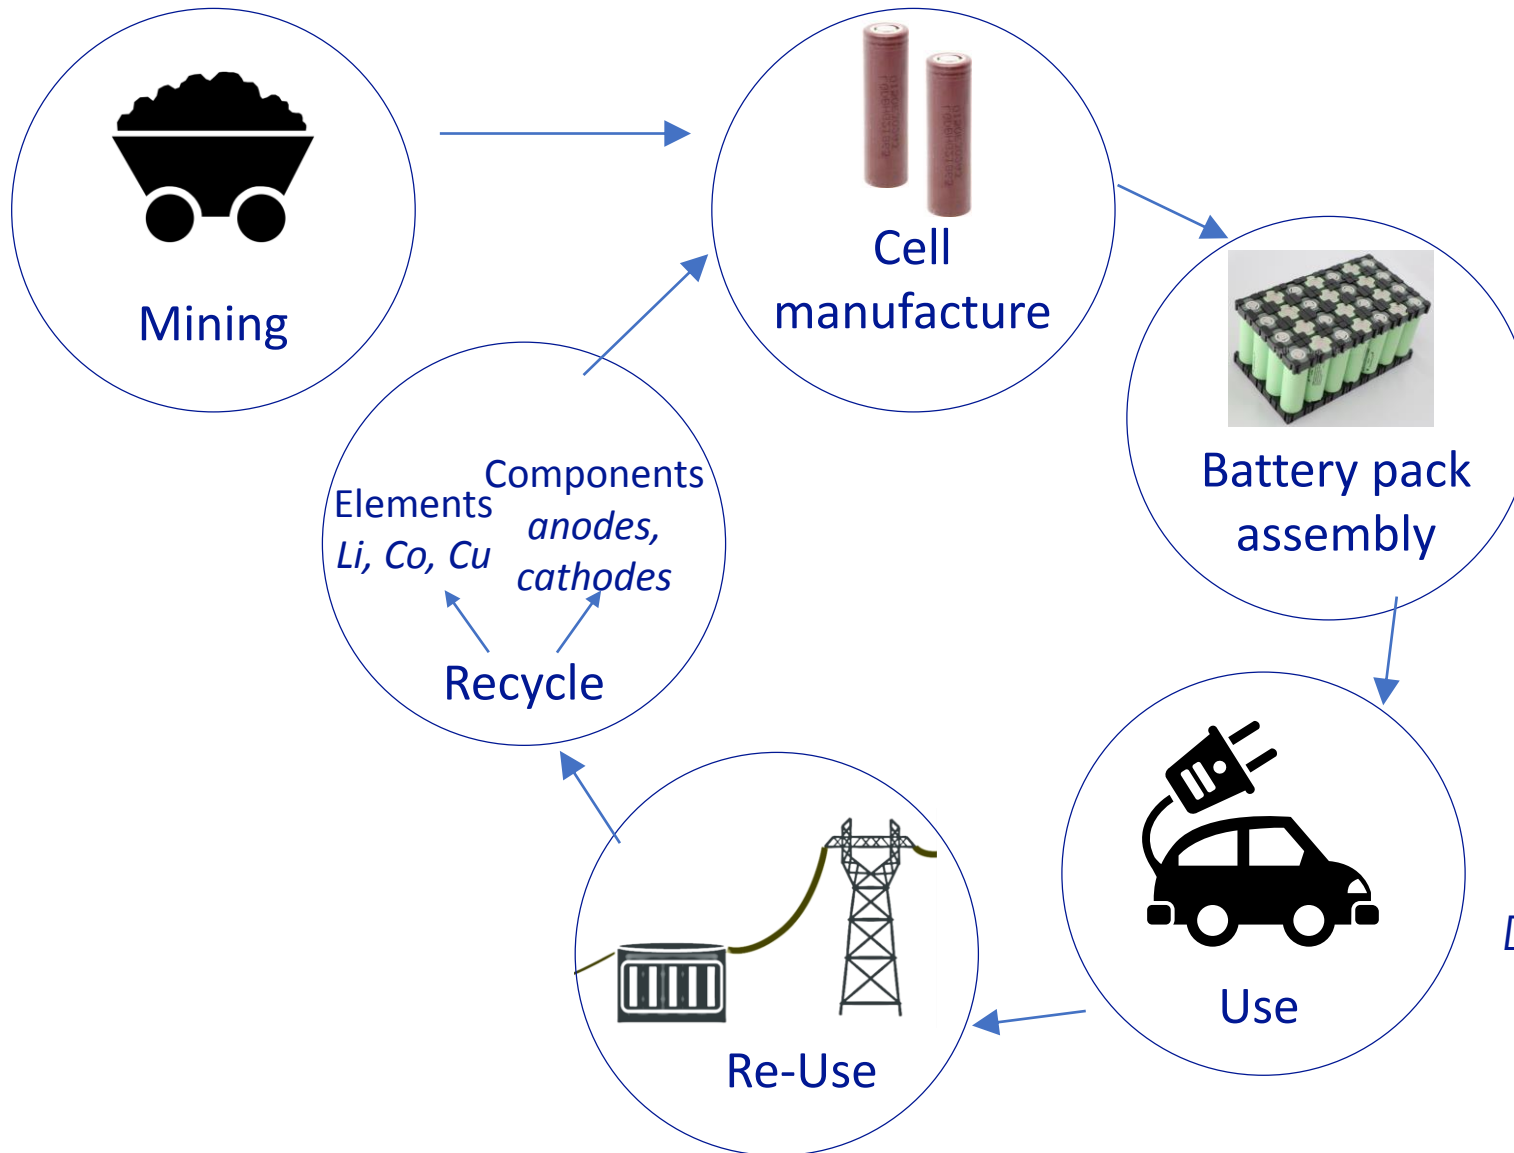 Mining
Cell
manufacture
Battery pack
assembly
Use
Re-Use
Recycle
Elements
Li, Co, Cu
Components
anodes,
cathodes